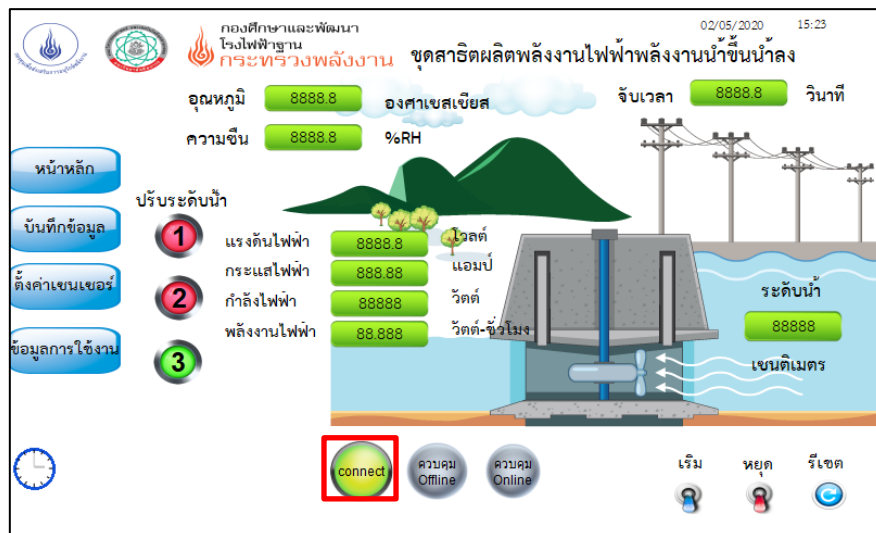 02/05/2020 15:23
กองศึกษาและพัฒนา
โรงไฟฟ้าฐาน
กระทรวงพลังงาน
ชุดสาธิตผลิตพลังงานไฟฟ้าพลังงานน้ำขึ้นน้ำลง
อุณหภูมิ 8888.8 องศาเซสเซียส
จับเวลา 8888.8 วินาที
ความชืน 8888.8 %RH
หน้าหลัก
บันทึกข้อมูล
ตั้งค่าเซนเซอร์
ข้อมูลการใช้งาน
ปรับระดับน้ำ
1
2
3
แรงดันไฟฟ้า 8888.8 โวลต์
กระแสไฟฟ้า 888.88 แอมป์
กำลังไฟฟ้า 88888 วัตต์
พลังงานไฟฟ้า 88.888 วัตต์-ชั่วโมง
ระดับน้ำ
88888
เซนติเมตร
connect
ควบคุม
Offline
ควบคุม
Online
เริ่ม
หยุด
รีเซต